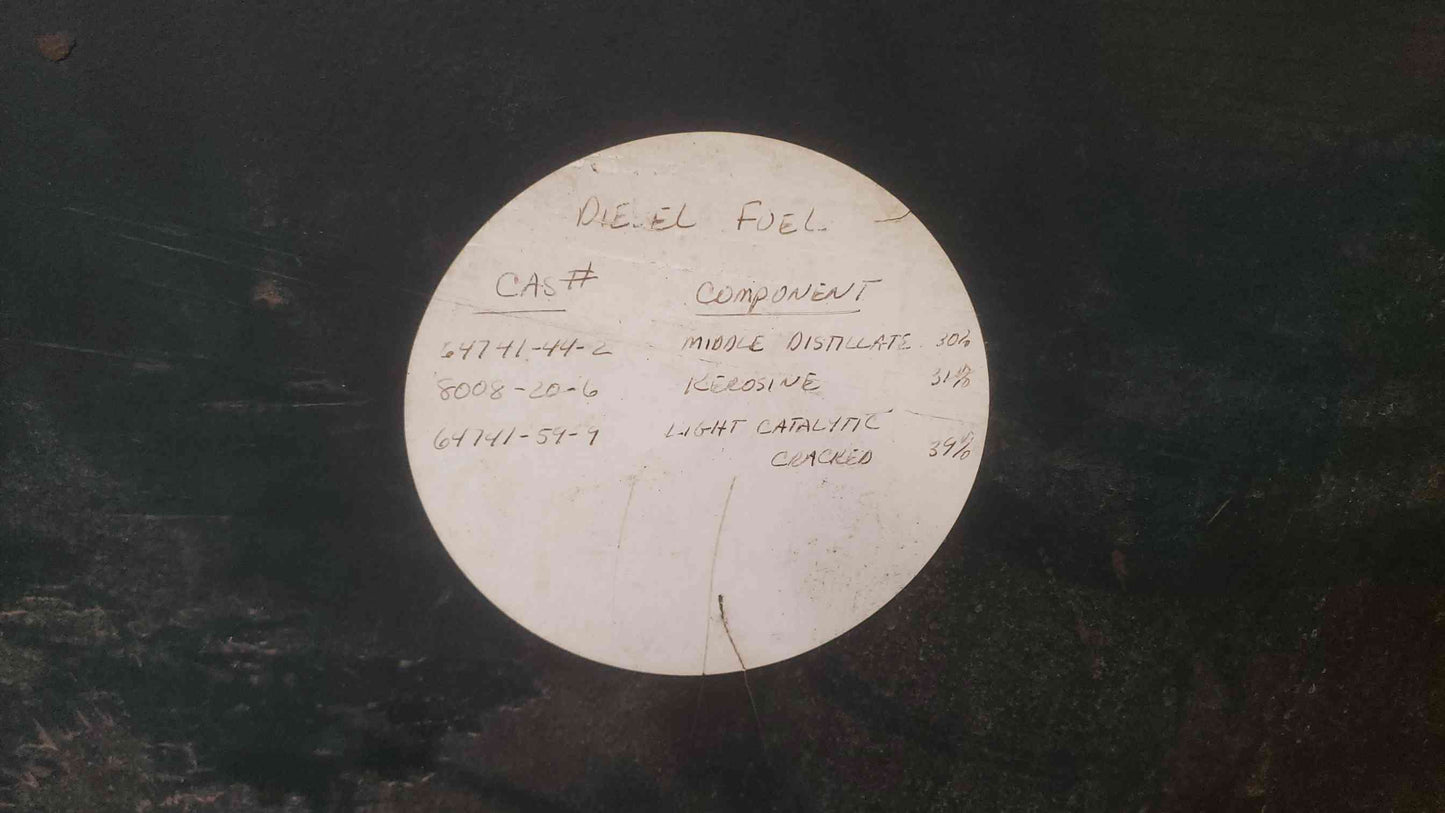 DIESEL FUEL
CAS# COMPONENT
64741-44-2 MIDDLE DISTILLATE 30%
8008-20-6 KEROSINE 31%
64741-59-9 LIGHT CATALYTIC
CRACKED 39%